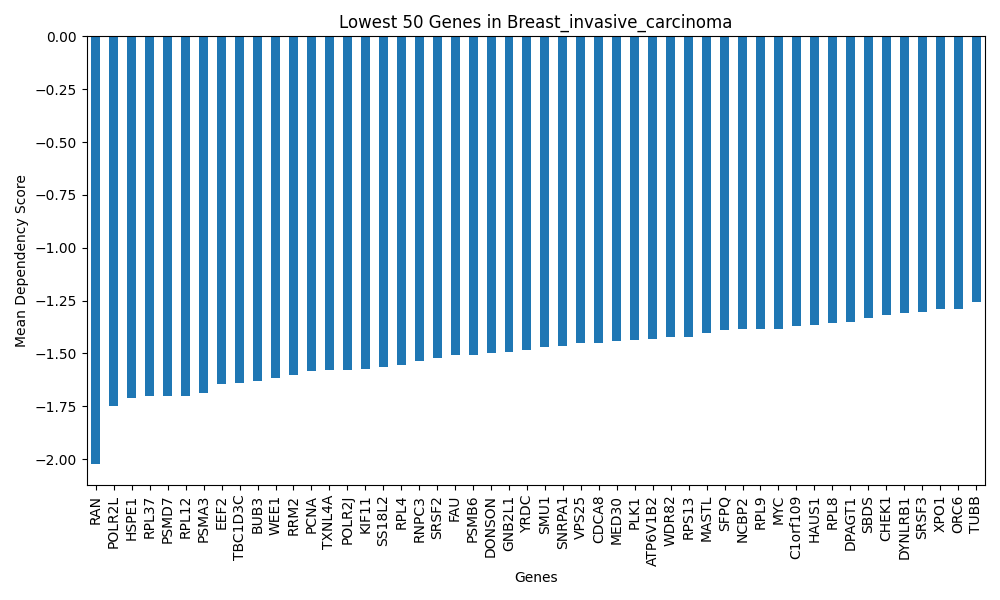 Lowest 50 Genes in Breast_invasive_carcinoma
Mean Dependency Score
0.00
−0.25
−0.50
−0.75
−1.00
−1.25
−1.50
−1.75
−2.00
RAN
POLR2L
HSPE1
RPL37
PSMD7
RPL12
PSMA3
EEF2
TBC1D3C
BUB3
WEE1
RRM2
PCNA
TXNL4A
POLR2J
KIF11
SS18L2
RPL4
RNPC3
SRSF2
FAU
PSMB6
DONSON
GNB2L1
YRDC
SMU1
SNRPA1
VPS25
CDCA8
MED30
PLK1
ATP6V1B2
WDR82
RPS13
MASTL
SFPQ
NCBP2
RPL9
MYC
C1orf109
HAUS1
RPL8
DPAGT1
SBDS
CHEK1
DYNLRB1
SRSF3
XPO1
ORC6
TUBB
Genes